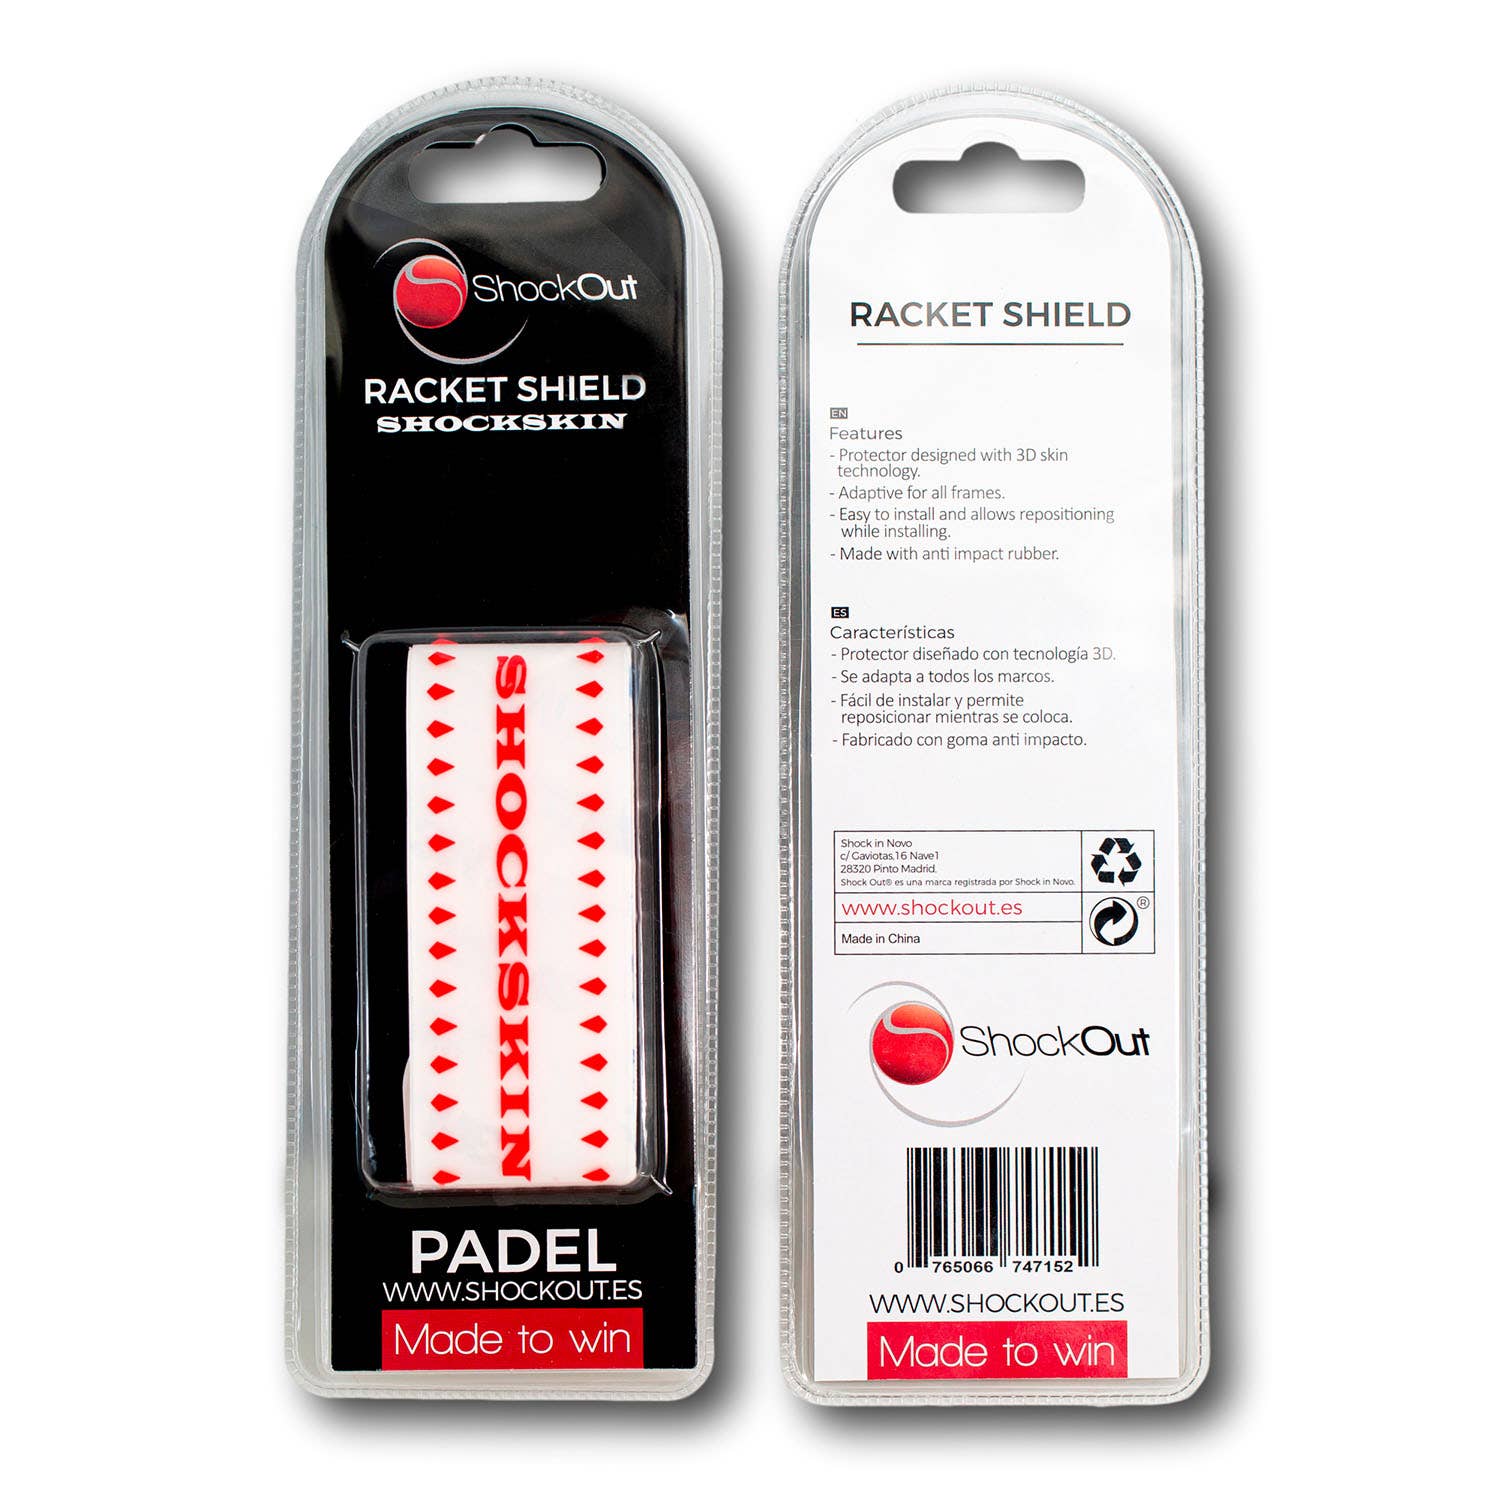 ShockOut
RACKET SHIELD
SHOCKSKIN
SHOCKSKIN
PADEL
WWW.SHOCKOUT.ES
Made to win
RACKET SHIELD
EN
Features
- Protector designed with 3D skin
technology.
- Adaptive for all frames.
- Easy to install and allows repositioning
while installing.
- Made with anti impact rubber.
ES
Características
- Protector diseñado con tecnología 3D.
- Se adapta a todos los marcos.
- Fácil de instalar y permite
reposicionar mientras se coloca.
- Fabricado con goma anti impacto.
Shock in Novo
c/ Gaviotas,16 Nave1
28320 Pinto Madrid.
Shock Out® es una marca registrada por Shock in Novo.
www.shockout.es
®
Made in China
ShockOut
0 765066 747152
WWW.SHOCKOUT.ES
Made to win